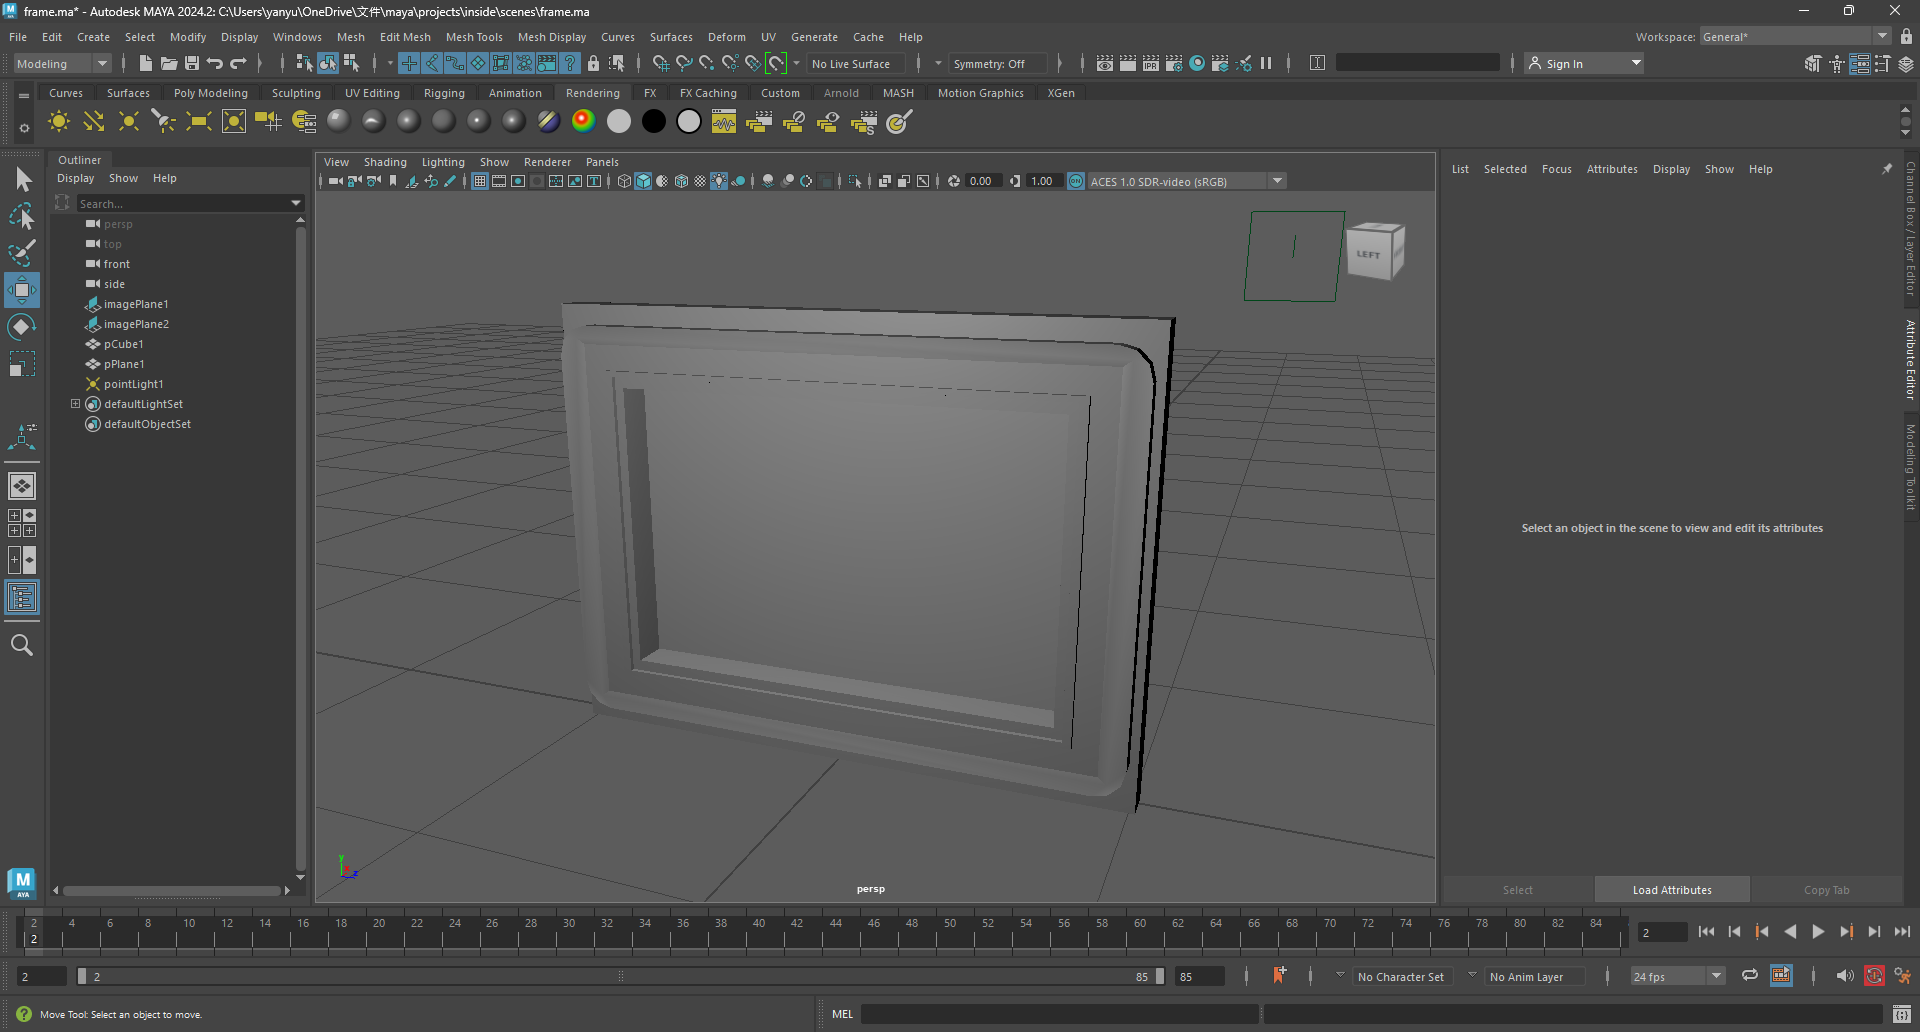 frame.ma* - Autodesk MAYA 2024.2: C:\Users\yanyu\OneDrive\文件\maya\projects\inside\scenes\frame.ma
File Edit Create Select Modify Display Windows Mesh Edit Mesh Mesh Tools Mesh Display Curves Surfaces Deform UV Generate Cache Help Workspace: General*
Modeling No Live Surface Symmetry: Off IPR Sign In
Curves Surfaces Poly Modeling Sculpting UV Editing Rigging Animation Rendering FX FX Caching Custom Arnold MASH Motion Graphics XGen
Outliner
Display Show Help
Search...
persp
top
front
side
imagePlane1
imagePlane2
pCube1
pPlane1
pointLight1
defaultLightSet
defaultObjectSet
View Shading Lighting Show Renderer Panels
0.00 1.00 ON ACES 1.0 SDR-video (sRGB)
LEFT
y
z
persp
List Selected Focus Attributes Display Show Help
Select an object in the scene to view and edit its attributes
Select Load Attributes Copy Tab
Channel Box / Layer Editor
Attribute Editor
Modeling Toolkit
M
AYA
2 4 6 8 10 12 14 16 18 20 22 24 26 28 30 32 34 36 38 40 42 44 46 48 50 52 54 56 58 60 62 64 66 68 70 72 74 76 78 80 82 84
2 2
2 2 85 85 No Character Set No Anim Layer 24 fps
Move Tool: Select an object to move. MEL